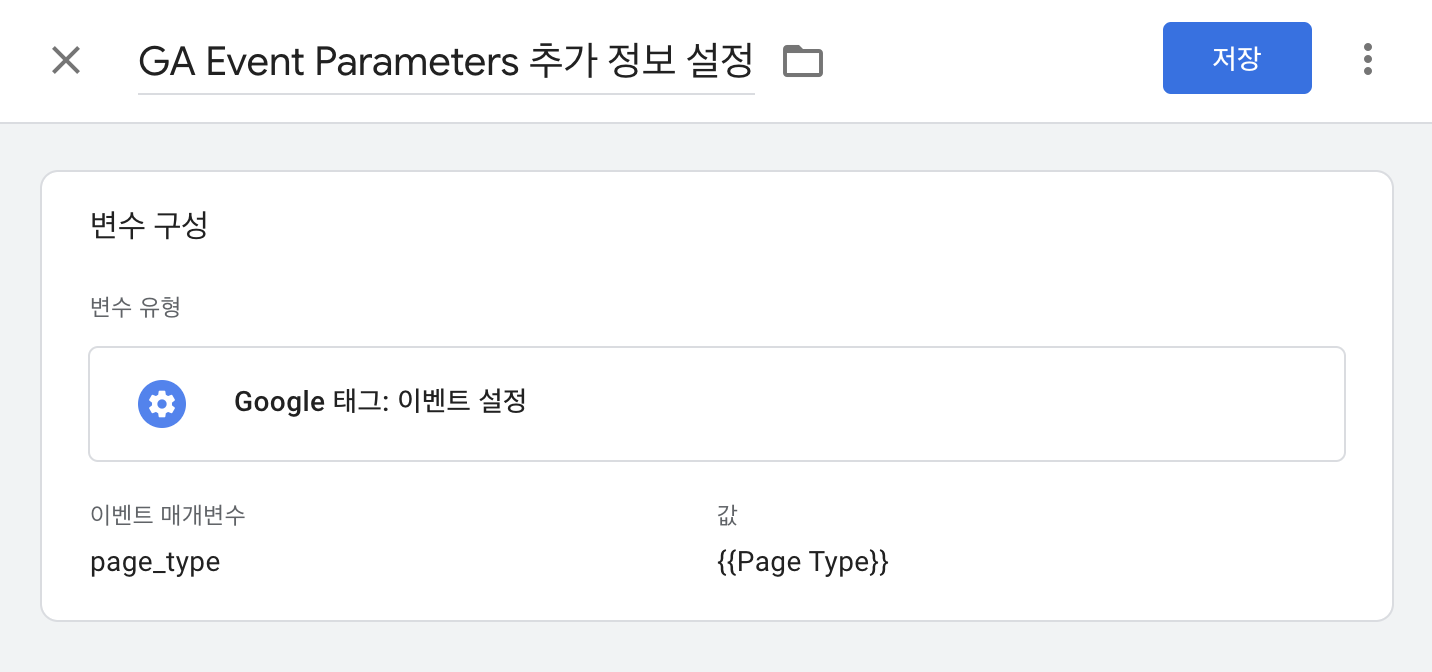 GA Event Parameters 추가 정보 설정
저장
변수 구성
변수 유형
Google 태그: 이벤트 설정
이벤트 매개변수 값
page_type {{Page Type}}